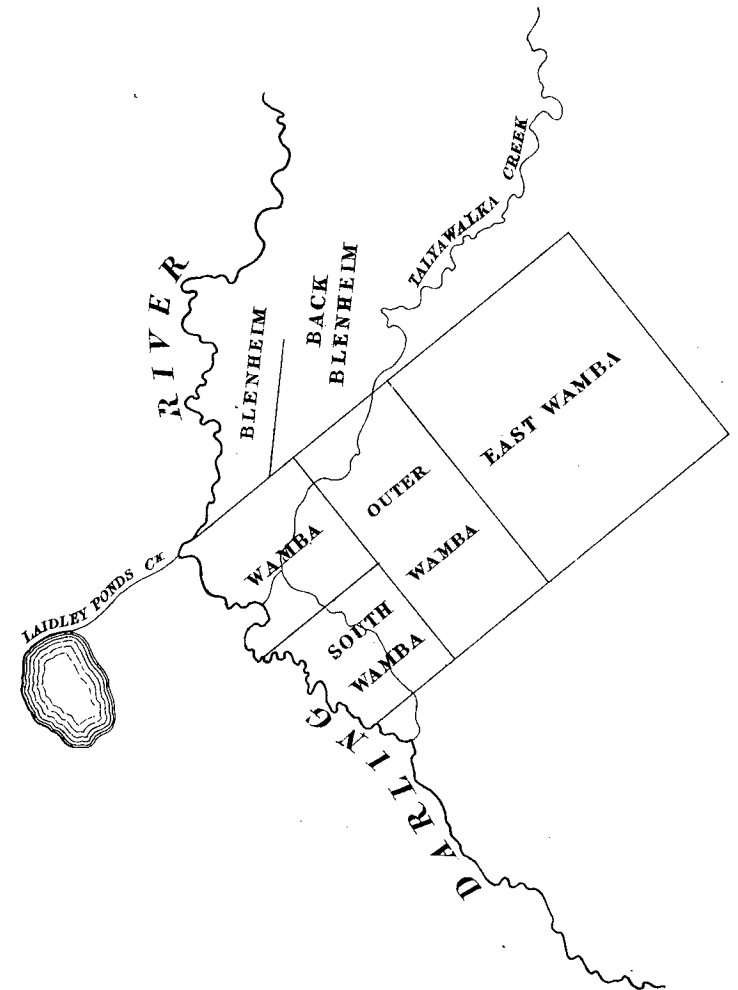 TALYAWALKA CREEK
DARLING RIVER
BLENHEIM
BACK
BLENHEIM
EAST WAMBA
OUTER
WAMBA
WAMBA
SOUTH
WAMBA
LAIDLEY PONDS CK